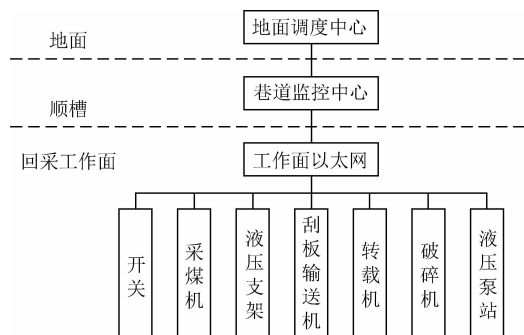 地面调度中心
地面
巷道监控中心
顺槽
回采工作面
工作面以太网
开关
采煤机
液压支架
刮板输送机
转载机
破碎机
液压泵站